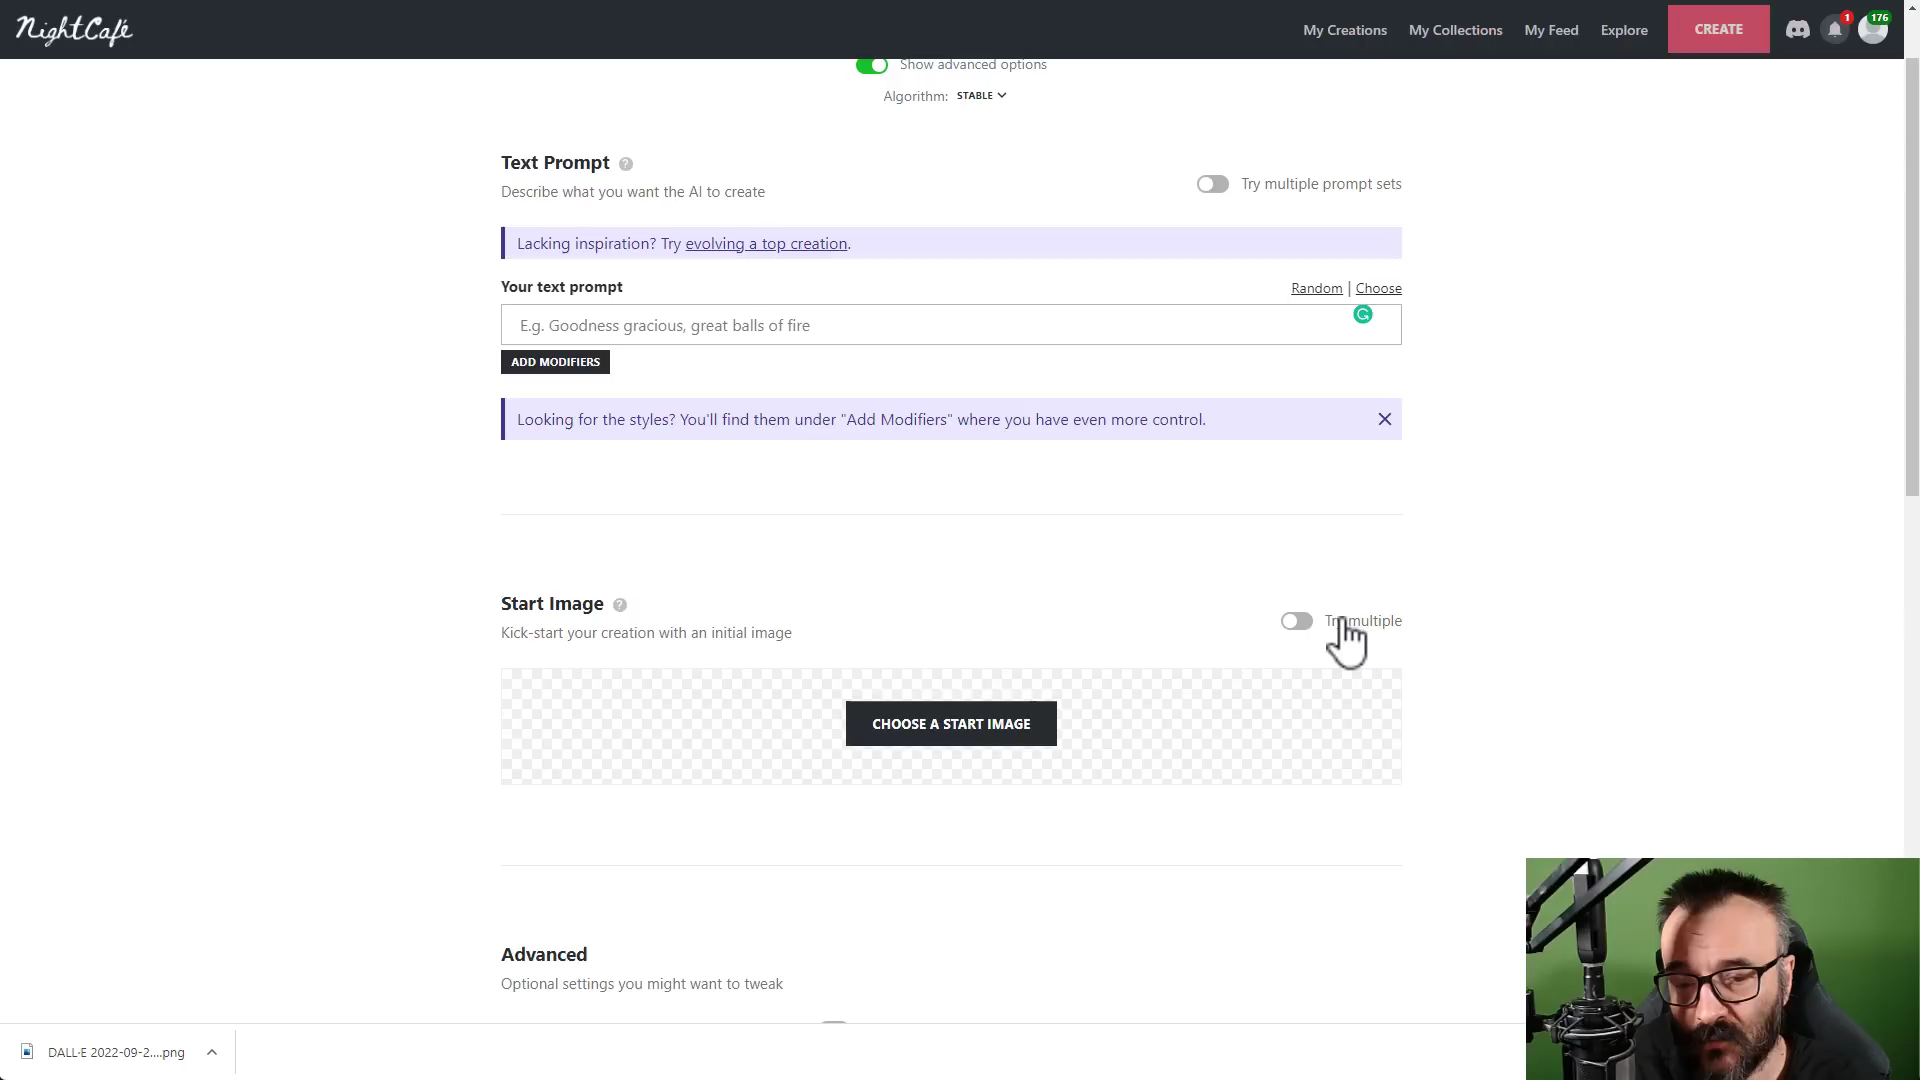 NightCafé
My Creations
My Collections
My Feed
Explore
CREATE
1
176
Show advanced options
Algorithm: STABLE
Text Prompt ?
Describe what you want the AI to create
Try multiple prompt sets
Lacking inspiration? Try evolving a top creation.
Your text prompt
Random | Choose
E.g. Goodness gracious, great balls of fire
G
ADD MODIFIERS
Looking for the styles? You'll find them under "Add Modifiers" where you have even more control.
Start Image ?
Kick-start your creation with an initial image
Try multiple
CHOOSE A START IMAGE
Advanced
Optional settings you might want to tweak
DALL·E 2022-09-2....png